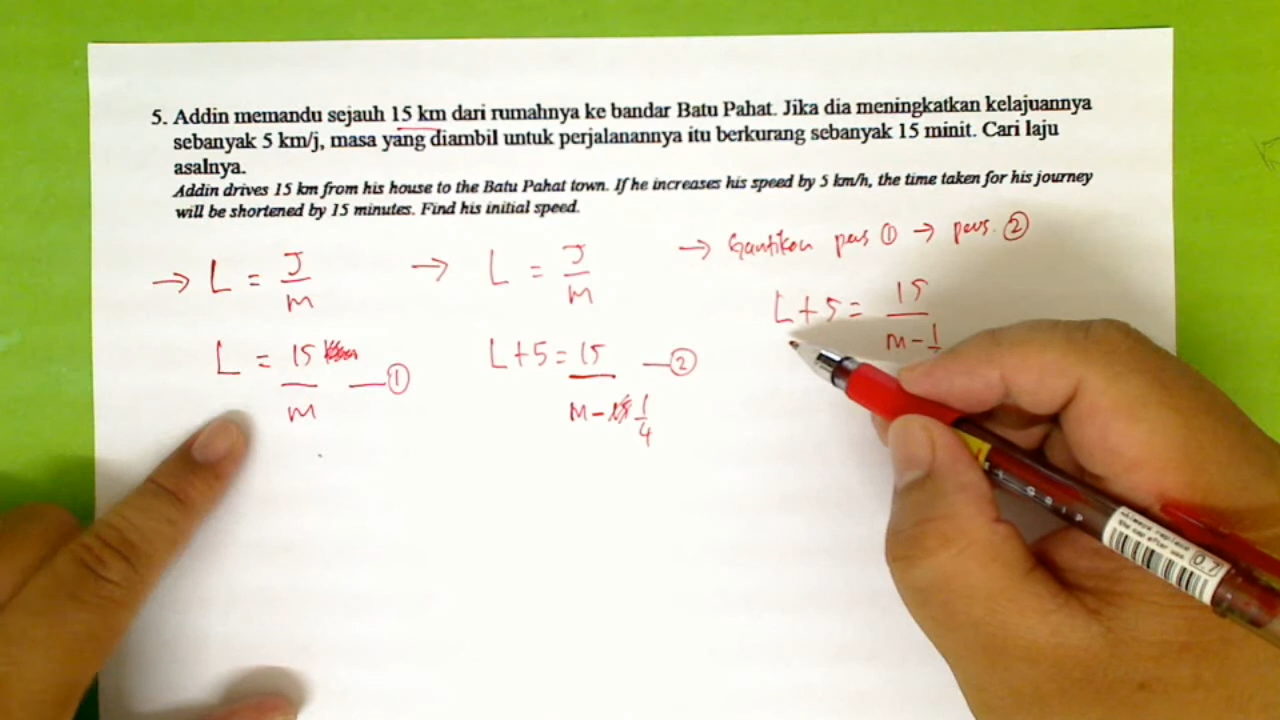 5. Addin memandu sejauh 15 km dari rumahnya ke bandar Batu Pahat. Jika dia meningkatkan kelajuannya
sebanyak 5 km/j, masa yang diambil untuk perjalanannya itu berkurang sebanyak 15 minit. Cari laju
asalnya.
Addin drives 15 km from his house to the Batu Pahat town. If he increases his speed by 5 km/h, the time taken for his journey
will be shortened by 15 minutes. Find his initial speed.
→ L = J/M
L = 15/M —①
→ L = J/M
L+5 = 15/M - 1/4 —②
→ Gantikan pers ① → pers. ②
L+5 = 15/M - 1
0.7